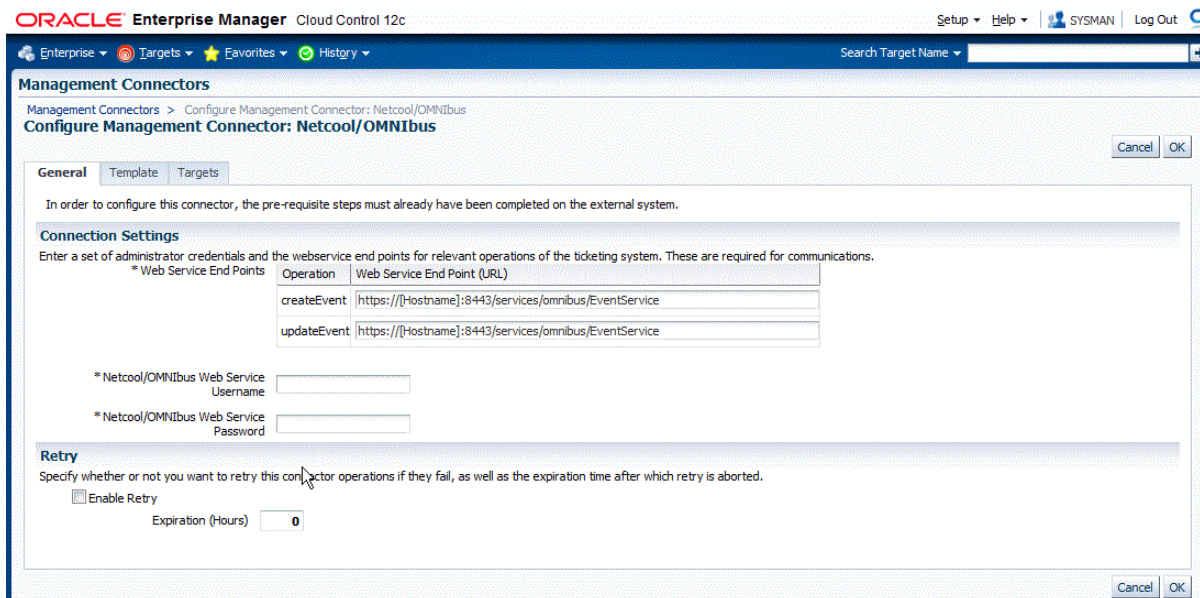 ORACLE Enterprise Manager Cloud Control 12c Setup Help SYSMAN Log Out
Enterprise Targets Favorites History Search Target Name
Management Connectors
Management Connectors > Configure Management Connector: Netcool/OMNIbus
Configure Management Connector: Netcool/OMNIbus
Cancel OK
General Template Targets
In order to configure this connector, the pre-requisite steps must already have been completed on the external system.
Connection Settings
Enter a set of administrator credentials and the webservice end points for relevant operations of the ticketing system. These are required for communications.
* Web Service End Points Operation Web Service End Point (URL)
createEvent https://[Hostname]:8443/services/omnibus/EventService
updateEvent https://[Hostname]:8443/services/omnibus/EventService
* Netcool/OMNIbus Web Service
Username
* Netcool/OMNIbus Web Service
Password
Retry
Specify whether or not you want to retry this connector operations if they fail, as well as the expiration time after which retry is aborted.
Enable Retry
Expiration (Hours) 0
Cancel OK